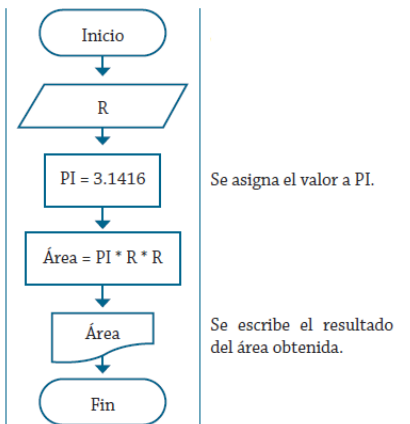 Inicio
R
PI = 3.1416
Se asigna el valor a PI.
Área = PI * R * R
Área
Se escribe el resultado
del área obtenida.
Fin